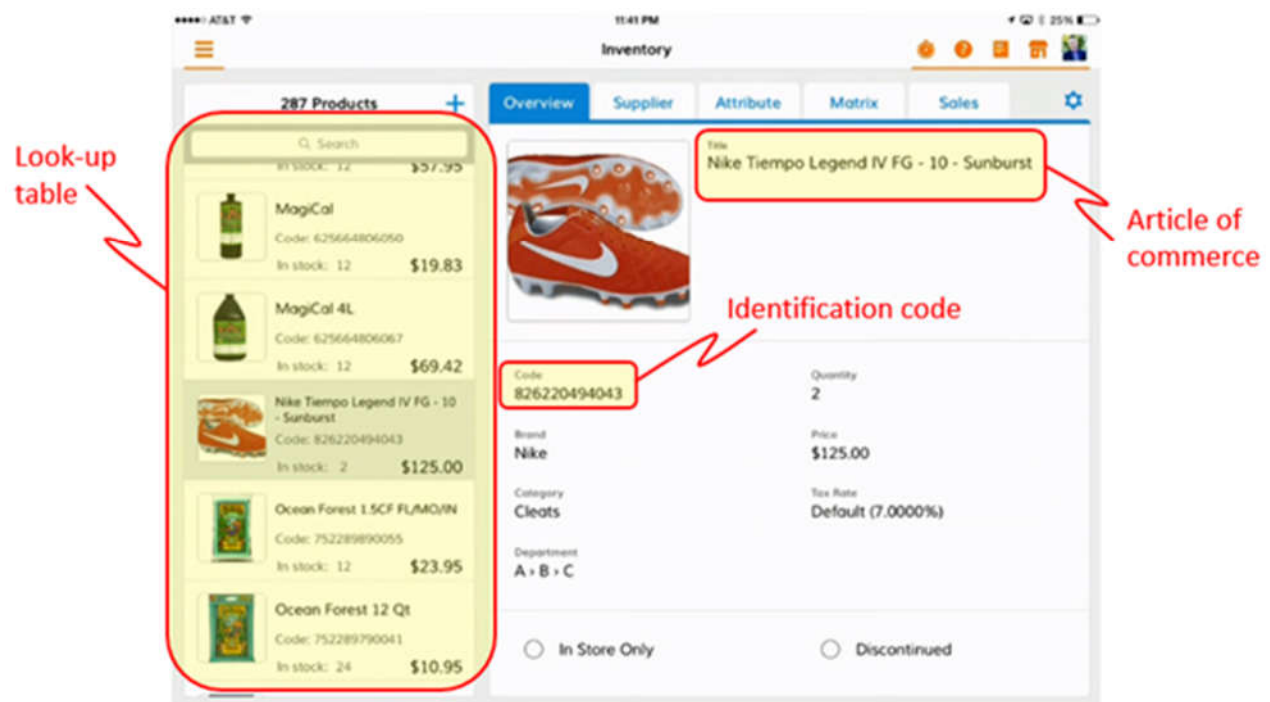 AT&T
11:41 PM
25%
Inventory
287 Products
+
Overview
Supplier
Attribute
Matrix
Sales
Search
In stock: 12 $57.95
MagiCal
Code: 625664806050
In stock: 12 $19.83
MagiCal 4L
Code: 625664806067
In stock: 12 $69.42
Nike Tiempo Legend IV FG - 10
- Sunburst
Code: 826220494043
In stock: 2 $125.00
Ocean Forest 1.5CF FL/MO/IN
Code: 752289890055
In stock: 12 $23.95
Ocean Forest 12 Qt
Code: 752289790041
In stock: 24 $10.95
Title
Nike Tiempo Legend IV FG - 10 - Sunburst
Code
826220494043
Quantity
2
Brand
Nike
Price
$125.00
Category
Cleats
Tax Rate
Default (7.0000%)
Department
A › B › C
In Store Only
Discontinued
Look-up
table
Identification code
Article of
commerce